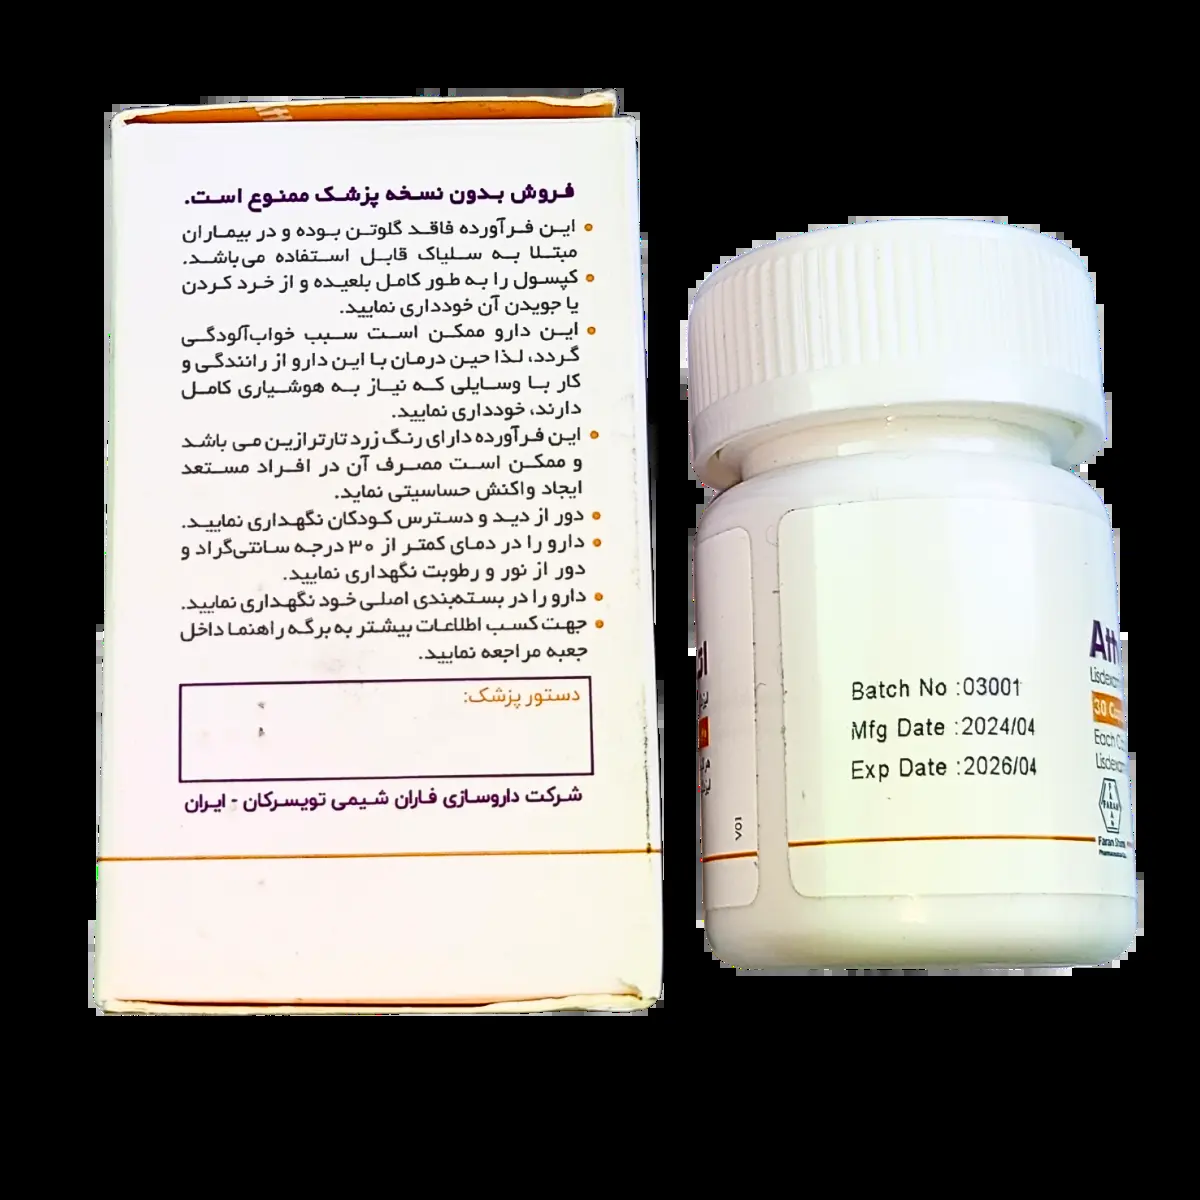 فروش بدون نسخه پزشک ممنوع است.
این فرآورده فاقد گلوتن بوده و در بیماران
مبتلا به سلیاک قابل استفاده می‌باشد.
کپسول را به طور کامل بلعیده و از خرد کردن
یا جویدن آن خودداری نمایید.
این دارو ممکن است سبب خواب‌آلودگی
گردد، لذا حین درمان با این دارو از رانندگی و
کار با وسایلی که نیاز به هوشیاری کامل
دارند، خودداری نمایید.
این فرآورده دارای رنگ زرد تارترازین می باشد
و ممکن است مصرف آن در افراد مستعد
ایجاد واکنش حساسیتی نماید.
دور از دید و دسترس کودکان نگهداری نمایید.
دارو را در دمای کمتر از ۳۰ درجه سانتی‌گراد و
دور از نور و رطوبت نگهداری نمایید.
دارو را در بسته‌بندی اصلی خود نگهداری نمایید.
جهت کسب اطلاعات بیشتر به برگه راهنما داخل
جعبه مراجعه نمایید.
دستور پزشک:
شرکت داروسازی فاران شیمی تویسرکان - ایران
Batch No :03001
Mfg Date :2024/04
Exp Date :2026/04
V01
30
Each
FARAN
Faran